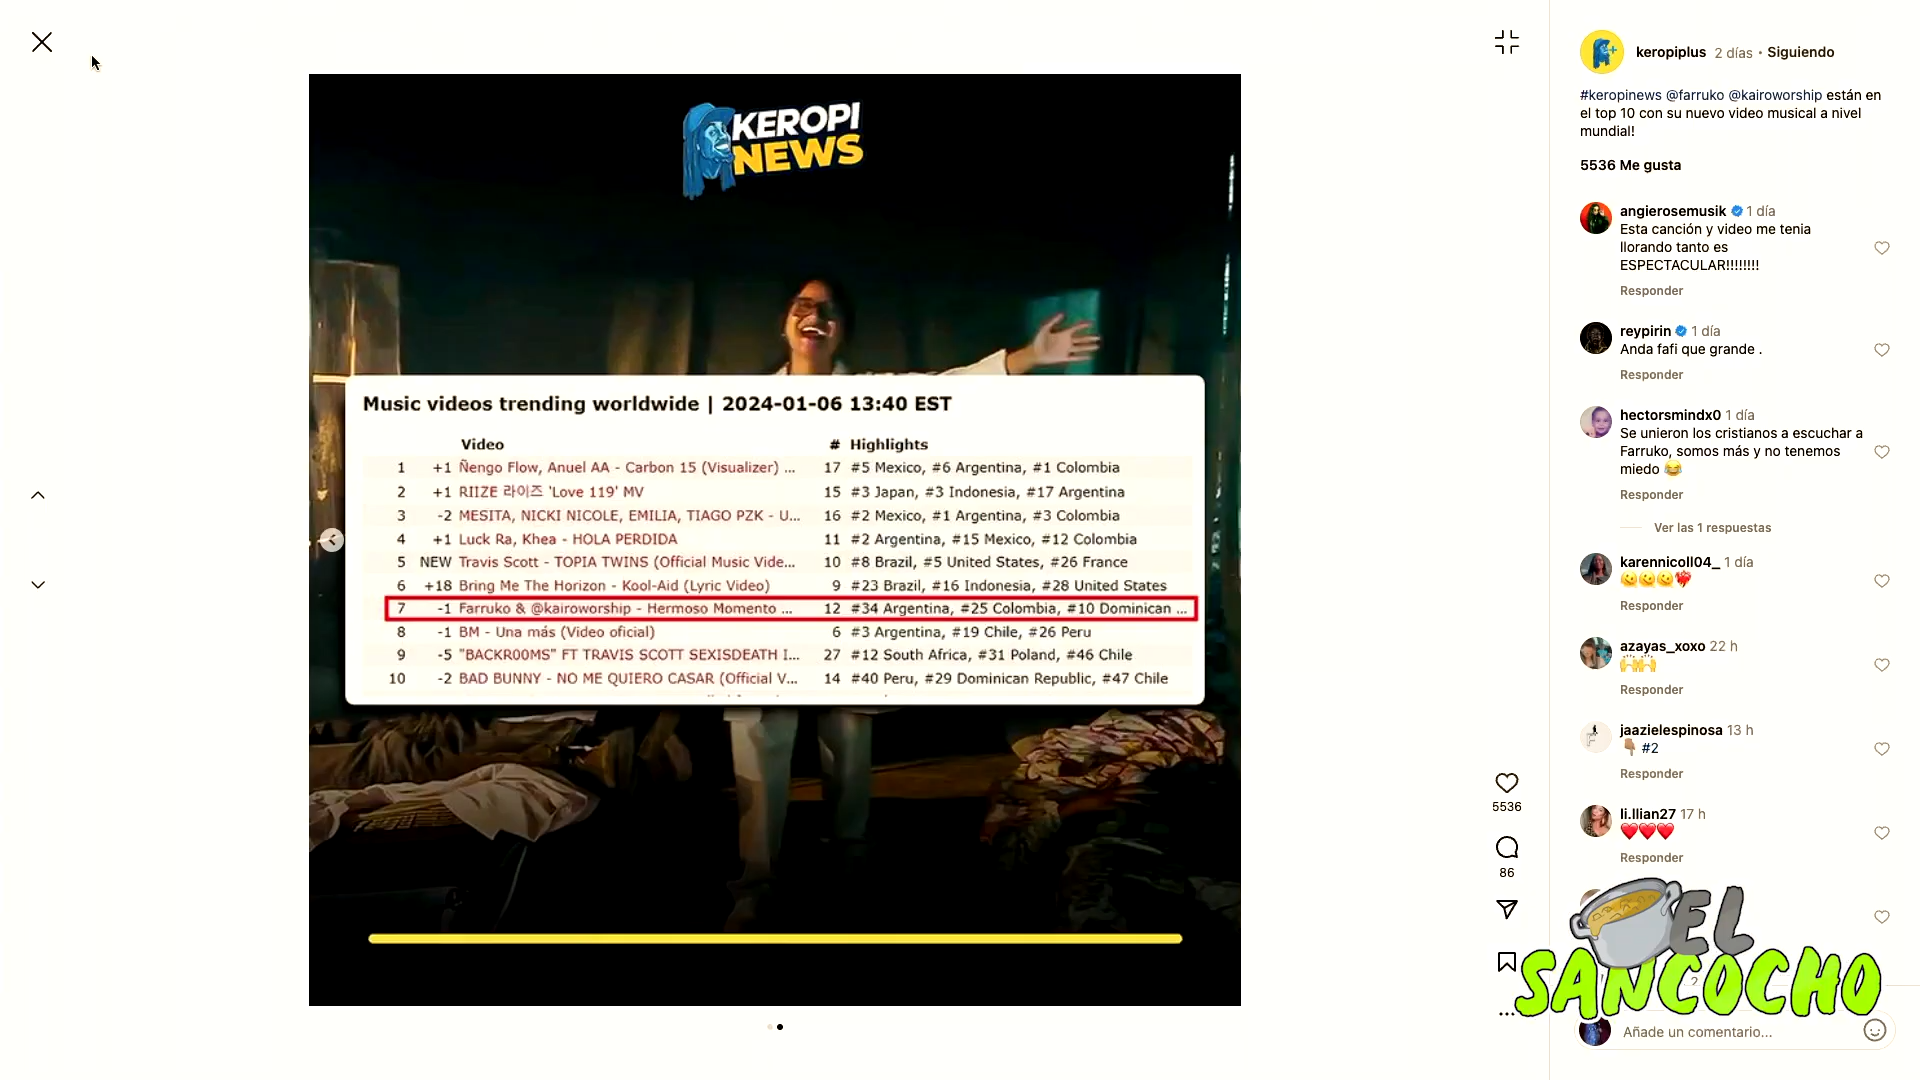 KEROPI
NEWS
Music videos trending worldwide | 2024-01-06 13:40 EST
Video # Highlights
1 +1 Ñengo Flow, Anuel AA - Carbon 15 (Visualizer) ... 17 #5 Mexico, #6 Argentina, #1 Colombia
2 +1 RIIZE 라이즈 'Love 119' MV 15 #3 Japan, #3 Indonesia, #17 Argentina
3 -2 MESITA, NICKI NICOLE, EMILIA, TIAGO PZK - U... 16 #2 Mexico, #1 Argentina, #3 Colombia
4 +1 Luck Ra, Khea - HOLA PERDIDA 11 #2 Argentina, #15 Mexico, #12 Colombia
5 NEW Travis Scott - TOPIA TWINS (Official Music Vide... 10 #8 Brazil, #5 United States, #26 France
6 +18 Bring Me The Horizon - Kool-Aid (Lyric Video) 9 #23 Brazil, #16 Indonesia, #28 United States
7 -1 Farruko & @kairoworship - Hermoso Momento ... 12 #34 Argentina, #25 Colombia, #10 Dominican ...
8 -1 BM - Una más (Video oficial) 6 #3 Argentina, #19 Chile, #26 Peru
9 -5 "BACKR00MS" FT TRAVIS SCOTT SEXISDEATH I... 27 #12 South Africa, #31 Poland, #46 Chile
10 -2 BAD BUNNY - NO ME QUIERO CASAR (Official V... 14 #40 Peru, #29 Dominican Republic, #47 Chile
5536
86
keropiplus 2 días • Siguiendo
#keropinews @farruko @kairoworship están en
el top 10 con su nuevo video musical a nivel
mundial!
5536 Me gusta
angierosemusik 1 día
Esta canción y video me tenia
llorando tanto es
ESPECTACULAR!!!!!!!!
Responder
reypirin 1 día
Anda fafi que grande .
Responder
hectorsmindx0 1 día
Se unieron los cristianos a escuchar a
Farruko, somos más y no tenemos
miedo 😂
Responder
Ver las 1 respuestas
karennicoll04_ 1 día
🫠🫠🫠❤️‍🔥
Responder
azayas_xoxo 22 h
🙌🙌
Responder
jaazielespinosa 13 h
👇🏽 #2
Responder
li.llian27 17 h
❤️❤️❤️
Responder
EL
SANCOCHO
Añade un comentario...